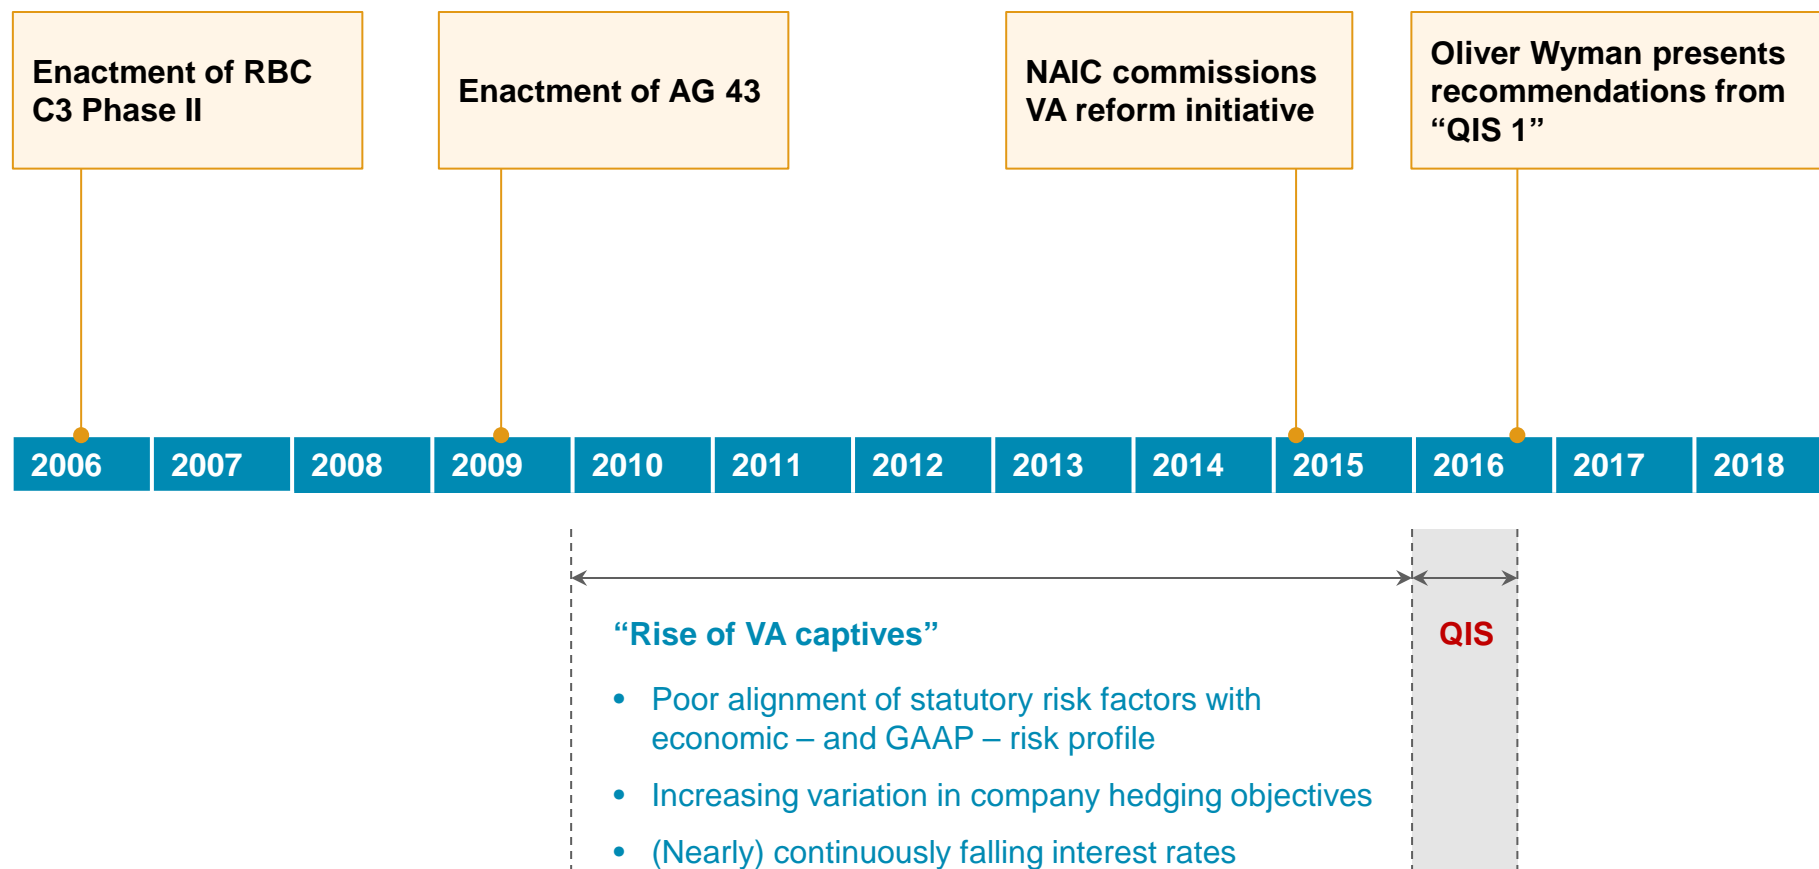 Enactment of RBC
C3 Phase II
Enactment of AG 43
NAIC commissions
VA reform initiative
Oliver Wyman presents
recommendations from
“QIS 1”
2006 2007 2008 2009 2010 2011 2012 2013 2014 2015 2016 2017 2018
“Rise of VA captives”
QIS
• Poor alignment of statutory risk factors with
economic – and GAAP – risk profile
• Increasing variation in company hedging objectives
• (Nearly) continuously falling interest rates